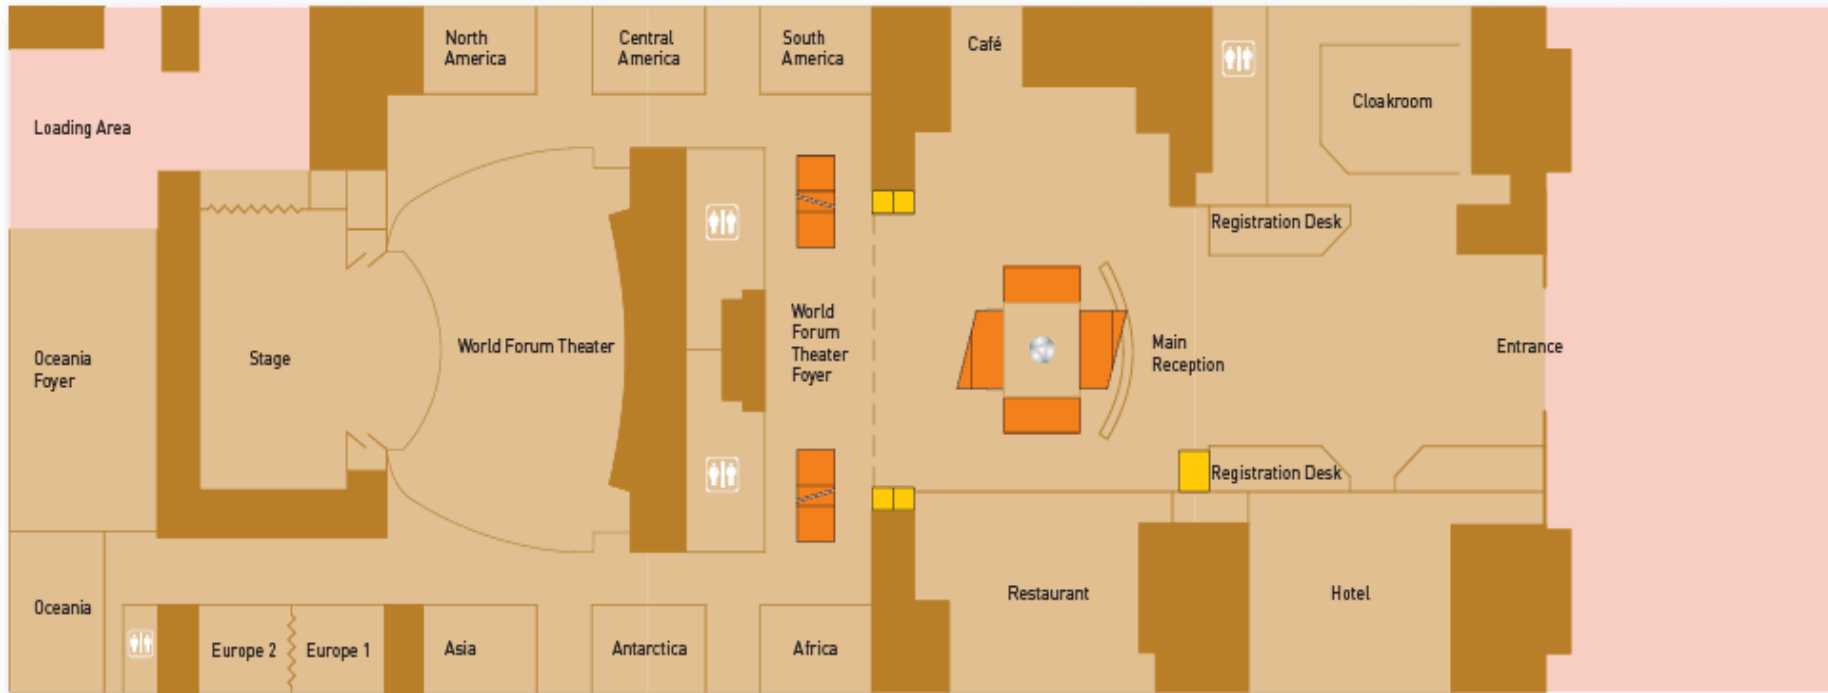 North
America
Central
America
South
America
Café
Cloakroom
Loading Area
Registration Desk
Oceania
Foyer
Stage
World Forum Theater
World
Forum
Theater
Foyer
Main
Reception
Entrance
Registration Desk
Oceania
Europe 2
Europe 1
Asia
Antarctica
Africa
Restaurant
Hotel